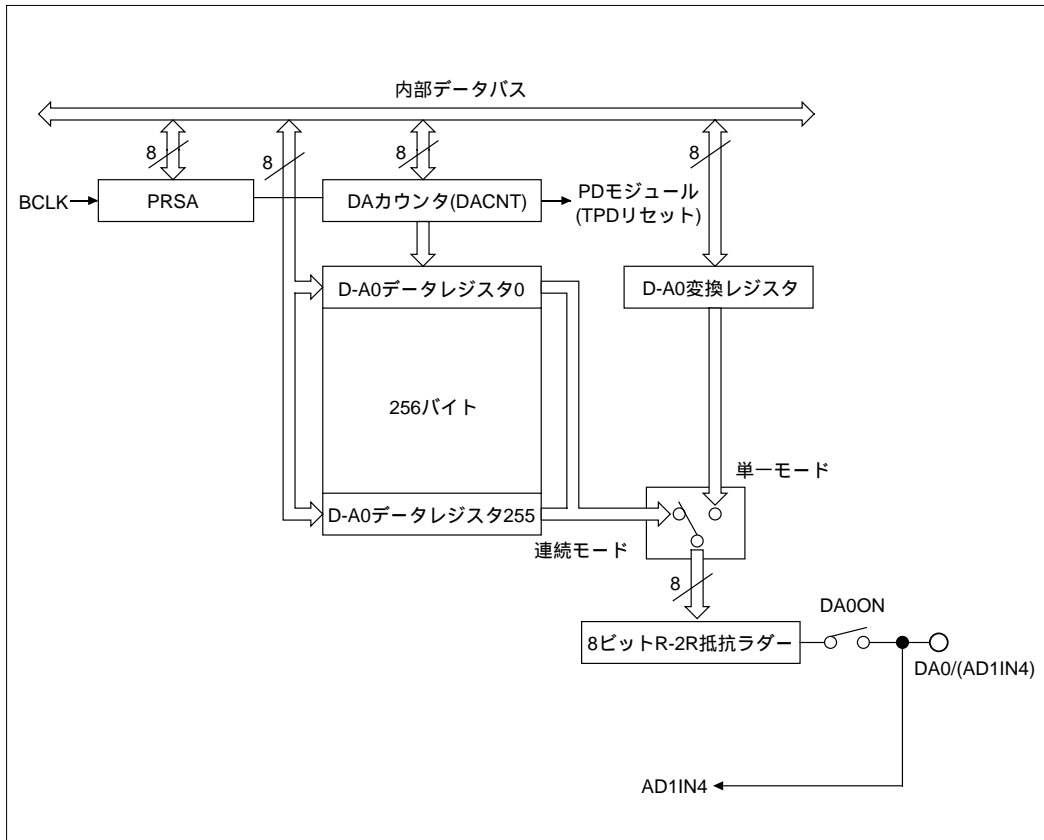 内部データバス
8
8
8
8
BCLK
PRSA
DAカウンタ(DACNT)
PDモジュール
(TPDリセット)
D-A0データレジスタ0
D-A0変換レジスタ
256バイト
単一モード
D-A0データレジスタ255
連続モード
8
DA0ON
8ビットR-2R抵抗ラダー
DA0/(AD1IN4)
AD1IN4